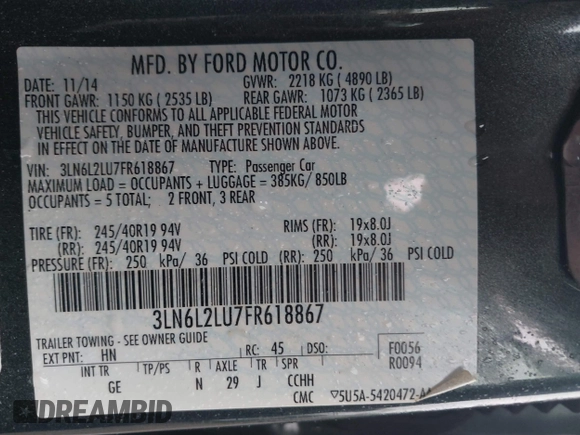 MFD. BY FORD MOTOR CO.
DATE: 11/14 GVWR: 2218 KG ( 4890 LB)
FRONT GAWR: 1150 KG ( 2535 LB) REAR GAWR: 1073 KG ( 2365 LB)
THIS VEHICLE CONFORMS TO ALL APPLICABLE FEDERAL MOTOR
VEHICLE SAFETY, BUMPER, AND THEFT PREVENTION STANDARDS
IN EFFECT ON THE DATE OF MANUFACTURE SHOWN ABOVE.
VIN: 3LN6L2LU7FR618867 TYPE: Passenger Car
MAXIMUM LOAD = OCCUPANTS + LUGGAGE = 385KG/ 850LB
OCCUPANTS = 5 TOTAL; 2 FRONT, 3 REAR
TIRE (FR): 245/40R19 94V RIMS (FR): 19x8.0J
(RR): 245/40R19 94V (RR): 19x8.0J
PRESSURE (FR): 250 kPa/ 36 PSI COLD (RR): 250 kPa/ 36 PSI COLD
3LN6L2LU7FR618867
TRAILER TOWING - SEE OWNER GUIDE
EXT PNT: HN RC: 45 DSO: F0056
R0094
INT TR TP/PS R AXLE TR SPR
GE N 29 J CCHH
CMC ▽5U5A-5420472-
DREAMBID